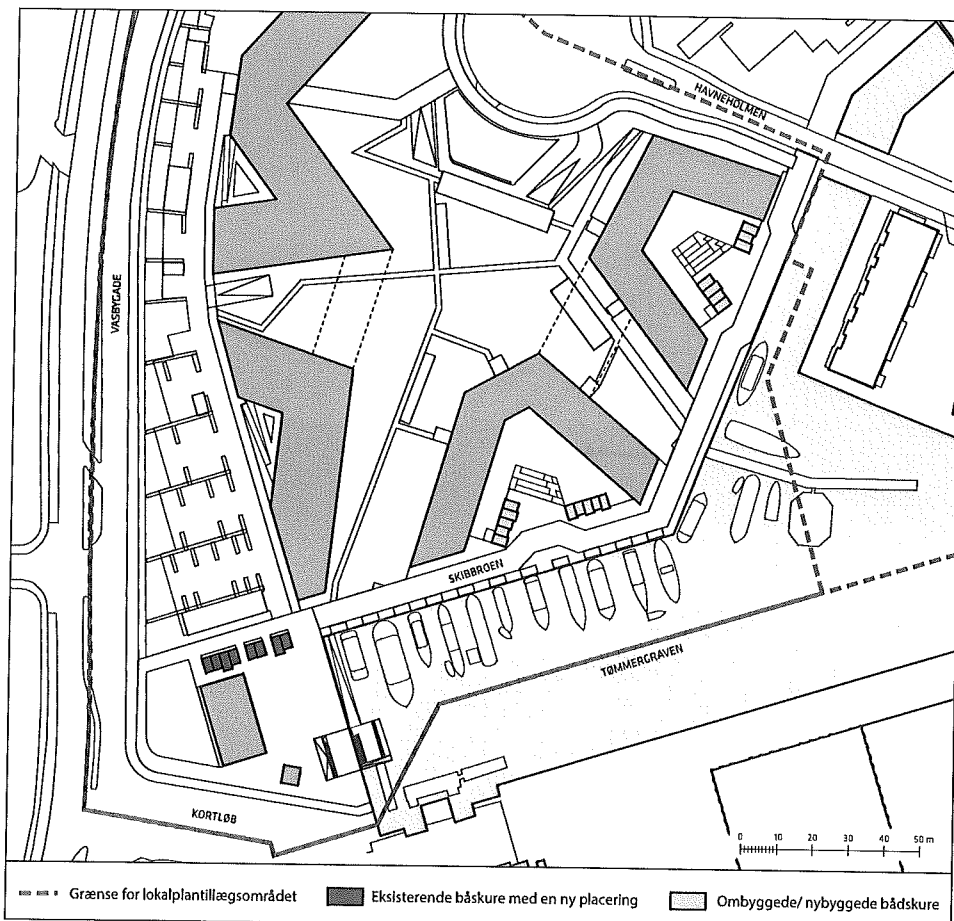 HAVNEHOLMEN
VASBYGADE
SKIBBROEN
TØMMERGRAVEN
KORTLØB
0 10 20 30 40 50 m
Grænse for lokalplantillægsområdet
Eksisterende båskure med en ny placering
Ombyggede/ nybyggede bådskure